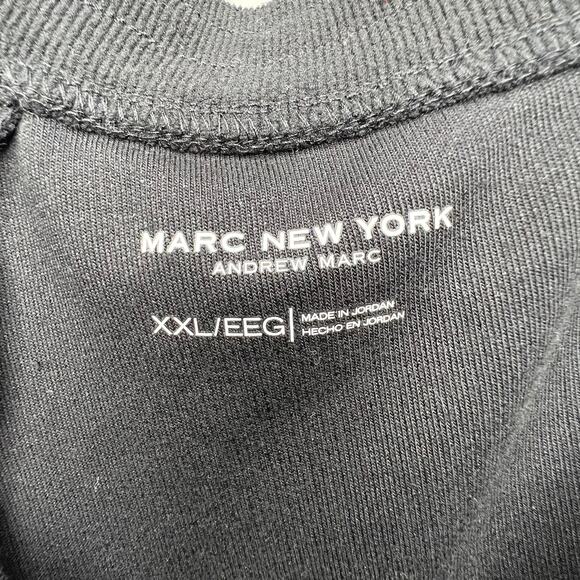 MARC NEW YORK
ANDREW MARC
XXL/EEG
MADE IN JORDAN
HECHO EN JORDAN